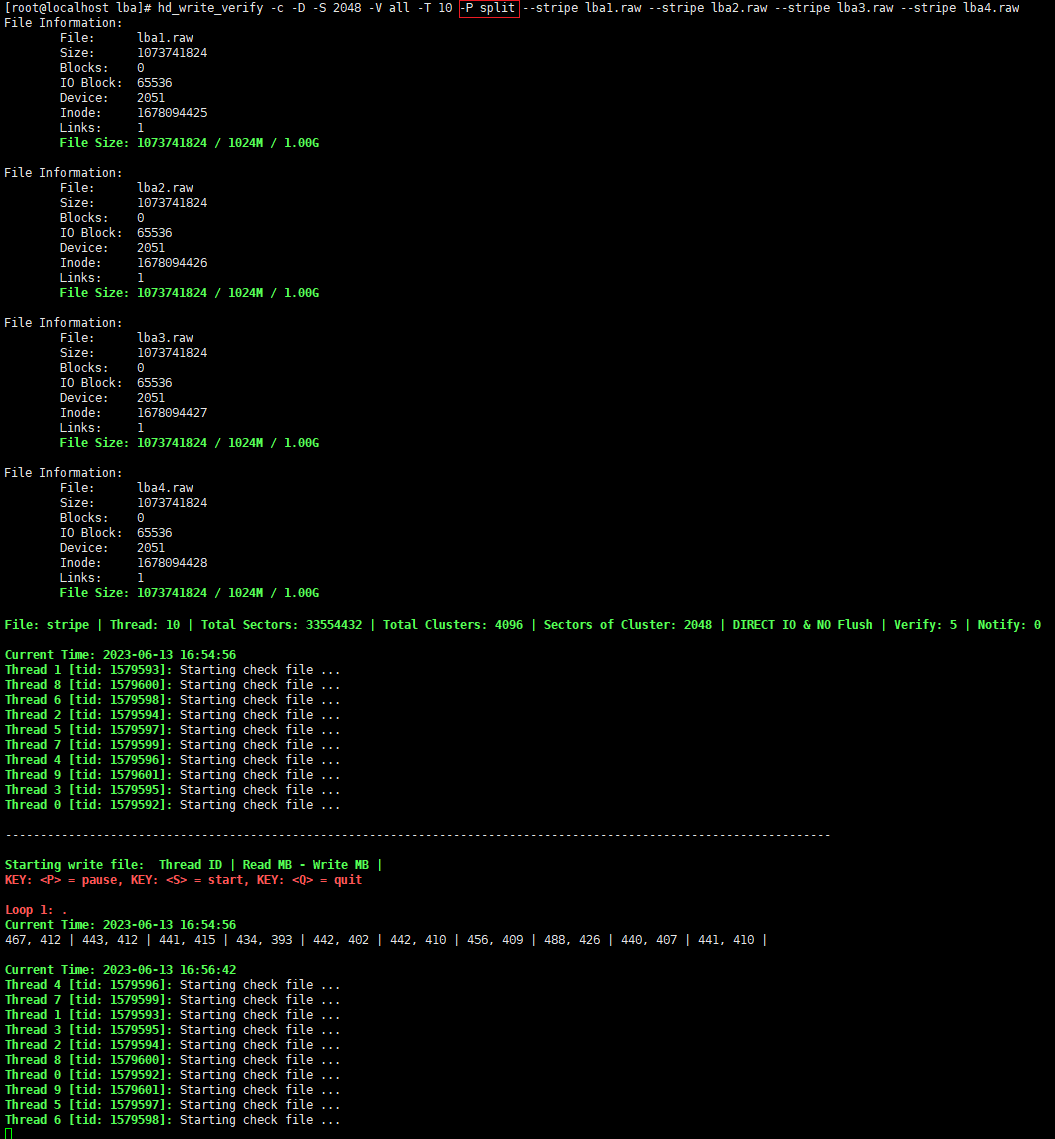 [root@localhost lba]# hd_write_verify -c -D -S 2048 -V all -T 10 -P split --stripe lba1.raw --stripe lba2.raw --stripe lba3.raw --stripe lba4.raw
File Information:
File: lba1.raw
Size: 1073741824
Blocks: 0
IO Block: 65536
Device: 2051
Inode: 1678094425
Links: 1
File Size: 1073741824 / 1024M / 1.00G
File Information:
File: lba2.raw
Size: 1073741824
Blocks: 0
IO Block: 65536
Device: 2051
Inode: 1678094426
Links: 1
File Size: 1073741824 / 1024M / 1.00G
File Information:
File: lba3.raw
Size: 1073741824
Blocks: 0
IO Block: 65536
Device: 2051
Inode: 1678094427
Links: 1
File Size: 1073741824 / 1024M / 1.00G
File Information:
File: lba4.raw
Size: 1073741824
Blocks: 0
IO Block: 65536
Device: 2051
Inode: 1678094428
Links: 1
File Size: 1073741824 / 1024M / 1.00G
File: stripe | Thread: 10 | Total Sectors: 33554432 | Total Clusters: 4096 | Sectors of Cluster: 2048 | DIRECT IO & NO Flush | Verify: 5 | Notify: 0
Current Time: 2023-06-13 16:54:56
Thread 1 [tid: 1579593]: Starting check file ...
Thread 8 [tid: 1579600]: Starting check file ...
Thread 6 [tid: 1579598]: Starting check file ...
Thread 2 [tid: 1579594]: Starting check file ...
Thread 5 [tid: 1579597]: Starting check file ...
Thread 7 [tid: 1579599]: Starting check file ...
Thread 4 [tid: 1579596]: Starting check file ...
Thread 9 [tid: 1579601]: Starting check file ...
Thread 3 [tid: 1579595]: Starting check file ...
Thread 0 [tid: 1579592]: Starting check file ...
----------------------------------------------------------------------------------------------------------------------
Starting write file:  Thread ID | Read MB - Write MB |
KEY: <P> = pause, KEY: <S> = start, KEY: <Q> = quit
Loop 1: .
Current Time: 2023-06-13 16:54:56
467, 412 | 443, 412 | 441, 415 | 434, 393 | 442, 402 | 442, 410 | 456, 409 | 488, 426 | 440, 407 | 441, 410 |
Current Time: 2023-06-13 16:56:42
Thread 4 [tid: 1579596]: Starting check file ...
Thread 7 [tid: 1579599]: Starting check file ...
Thread 1 [tid: 1579593]: Starting check file ...
Thread 3 [tid: 1579595]: Starting check file ...
Thread 2 [tid: 1579594]: Starting check file ...
Thread 8 [tid: 1579600]: Starting check file ...
Thread 0 [tid: 1579592]: Starting check file ...
Thread 9 [tid: 1579601]: Starting check file ...
Thread 5 [tid: 1579597]: Starting check file ...
Thread 6 [tid: 1579598]: Starting check file ...